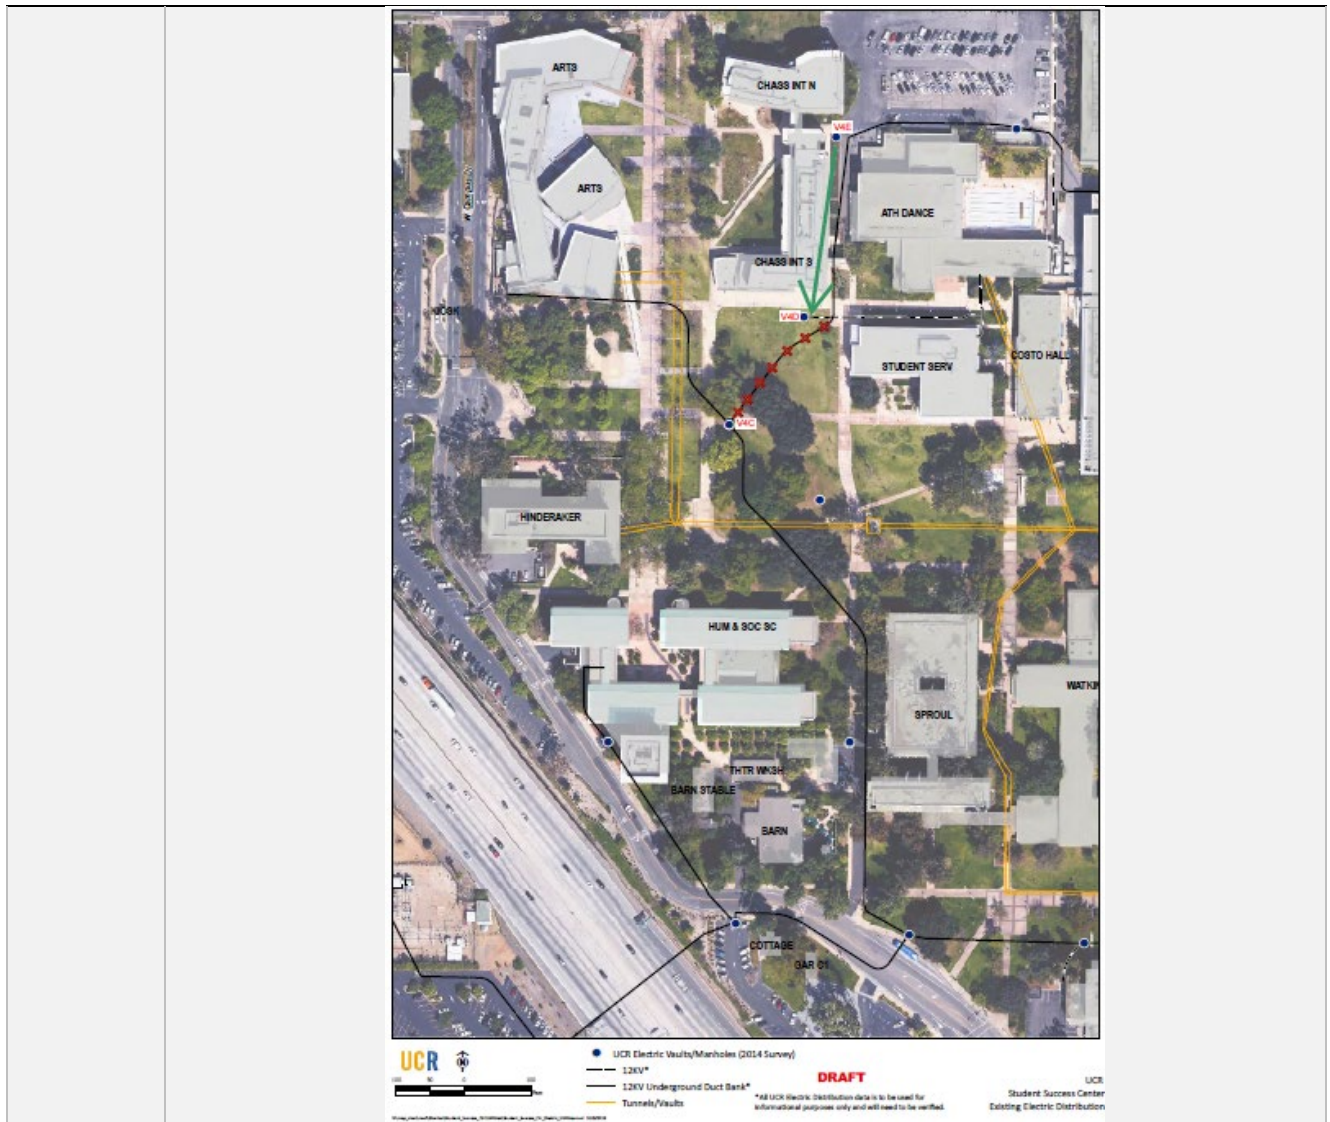 ARTS
CHASS INT N
V4E
ARTS
ATH DANCE
CHASS INT S
V4D
KIOSK
COSTO HALL
STUDENT SERV
V4C
HINDERAKER
HUM & SOC SC
WATKIN
SPROUL
THTR WKSH
BARN STABLE
BARN
COTTAGE
UCR
UCR Electric Vaults/Manholes (2014 Survey)
12KV*
12KV Underground Duct Bank*
Tunnels/Vaults
DRAFT
*All UCR Electric Distribution data is to be used for
informational purposes only and will need to be verified.
UCR
Student Success Center
Existing Electric Distribution